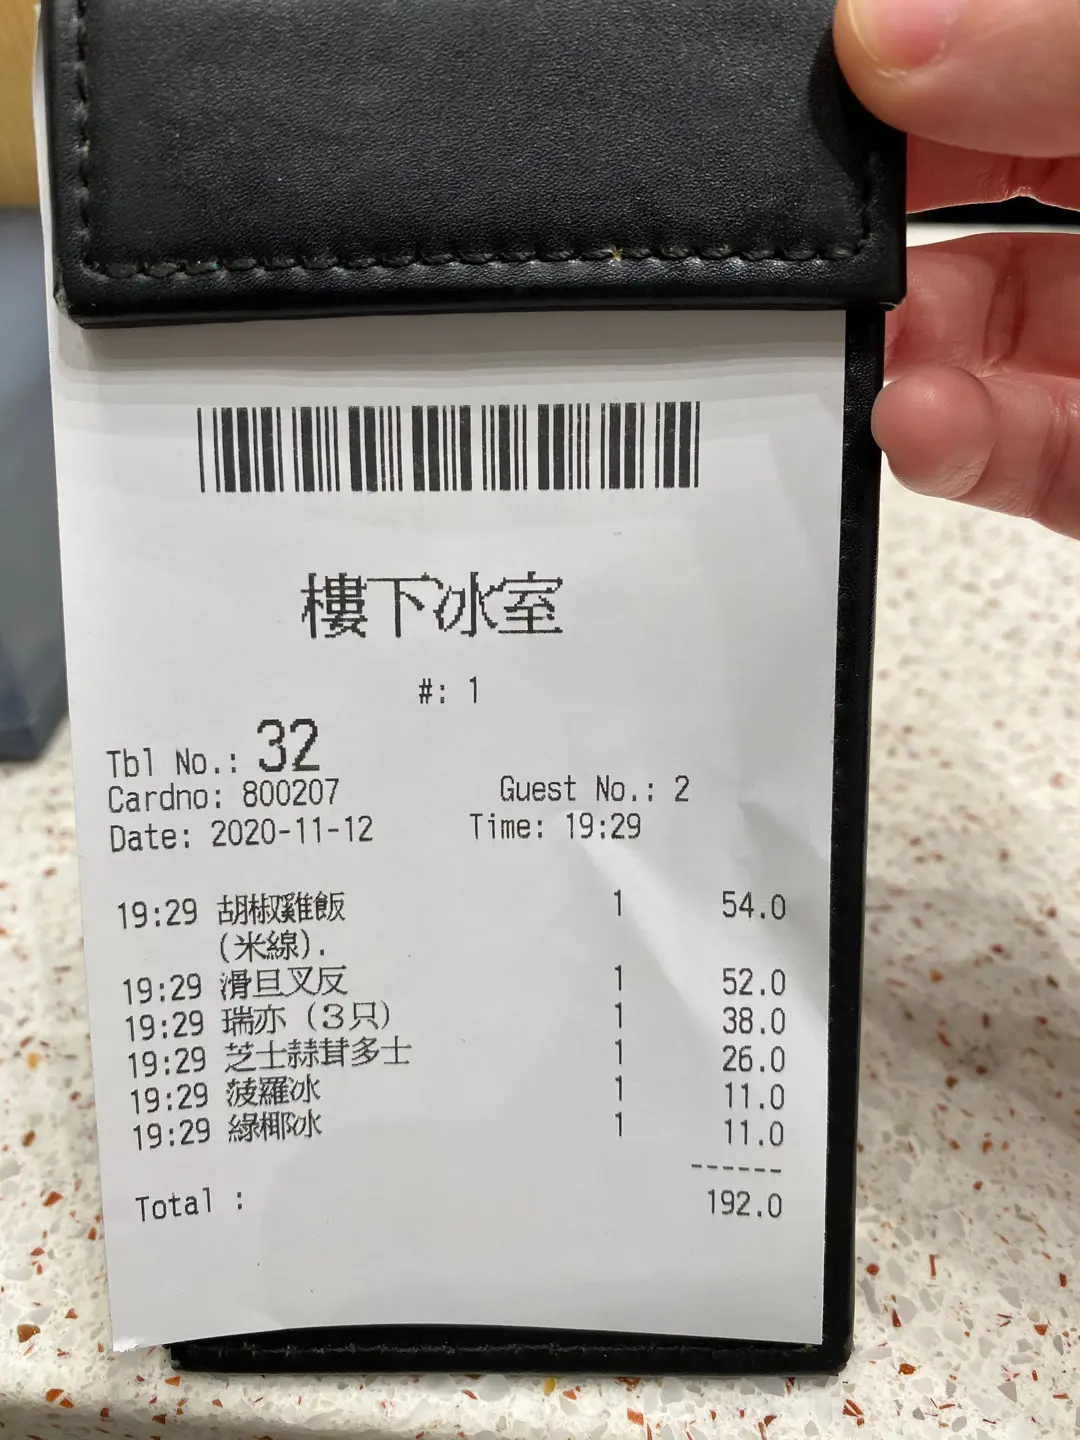 樓下冰室
#: 1
Tbl No.: 32
Cardno: 800207 Guest No.: 2
Date: 2020-11-12 Time: 19:29
19:29 胡椒雞飯 1 54.0
(米線).
19:29 滑旦叉反 1 52.0
19:29 瑞亦 (3只) 1 38.0
19:29 芝士蒜茸多士 1 26.0
19:29 菠羅冰 1 11.0
19:29 綠椰冰 1 11.0
------
Total : 192.0